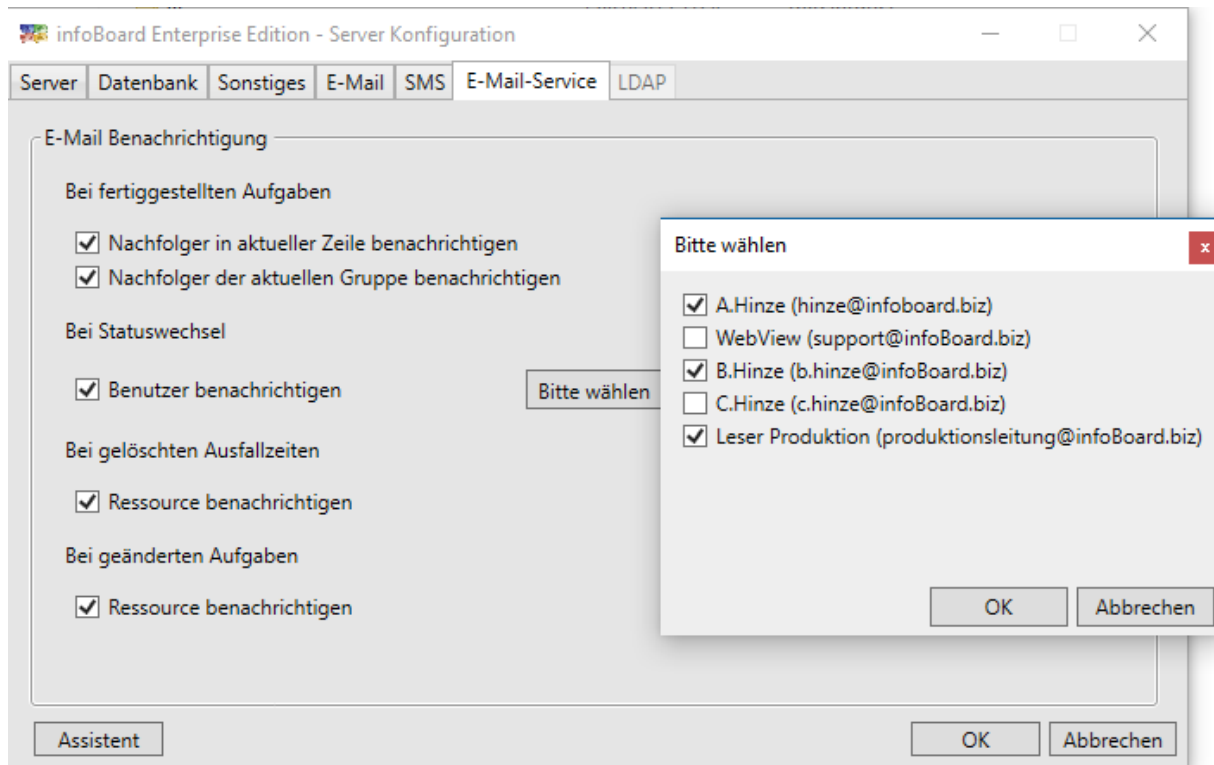 infoBoard Enterprise Edition - Server Konfiguration
Server Datenbank Sonstiges E-Mail SMS E-Mail-Service LDAP
E-Mail Benachrichtigung
Bei fertiggestellten Aufgaben
Nachfolger in aktueller Zeile benachrichtigen
Nachfolger der aktuellen Gruppe benachrichtigen
Bei Statuswechsel
Benutzer benachrichtigen
Bitte wählen
Bei gelöschten Ausfallzeiten
Ressource benachrichtigen
Bei geänderten Aufgaben
Ressource benachrichtigen
Bitte wählen
x
A.Hinze (hinze@infoboard.biz)
WebView (support@infoBoard.biz)
B.Hinze (b.hinze@infoBoard.biz)
C.Hinze (c.hinze@infoBoard.biz)
Leser Produktion (produktionsleitung@infoBoard.biz)
OK Abbrechen
Assistent OK Abbrechen